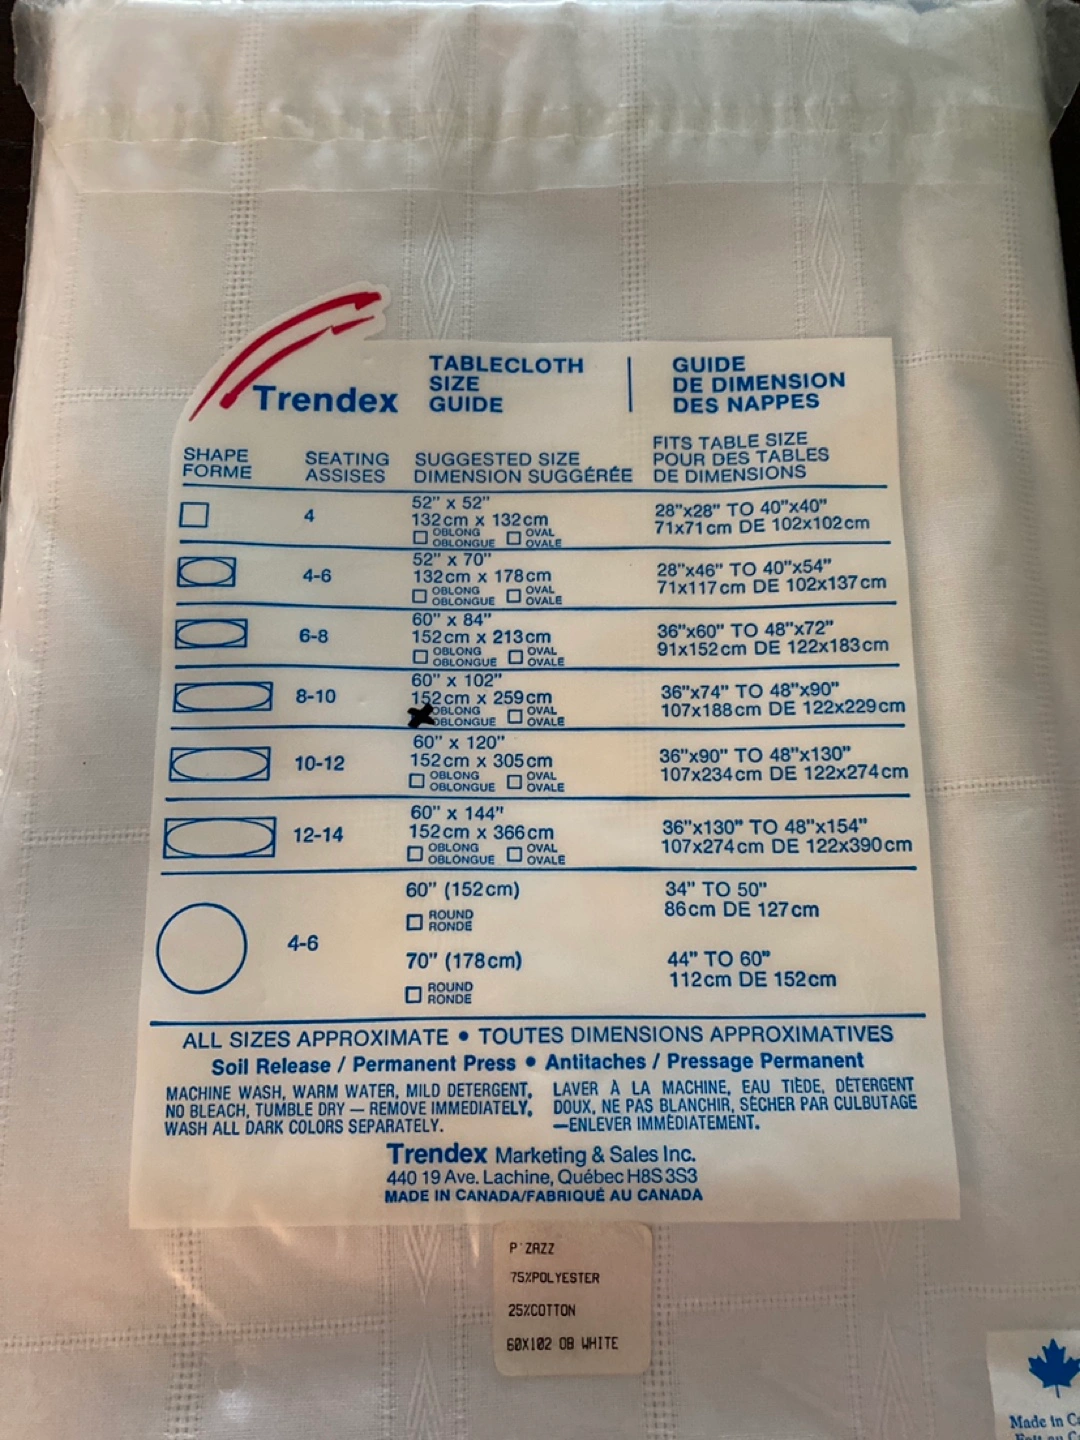 Trendex
TABLECLOTH
SIZE
GUIDE
GUIDE
DE DIMENSION
DES NAPPES
SHAPE
FORME
SEATING
ASSISES
SUGGESTED SIZE
DIMENSION SUGGÉRÉE
FITS TABLE SIZE
POUR DES TABLES
DE DIMENSIONS
4
52" x 52"
132cm x 132cm
OBLONG OVAL
OBLONGUE OVALE
28"x28" TO 40"x40"
71x71cm DE 102x102cm
4-6
52" x 70"
132cm x 178cm
OBLONG OVAL
OBLONGUE OVALE
28"x46" TO 40"x54"
71x117cm DE 102x137cm
6-8
60" x 84"
152cm x 213cm
OBLONG OVAL
OBLONGUE OVALE
36"x60" TO 48"x72"
91x152cm DE 122x183cm
8-10
60" x 102"
152cm x 259cm
OBLONG OVAL
OBLONGUE OVALE
36"x74" TO 48"x90"
107x188cm DE 122x229cm
10-12
60" x 120"
152cm x 305cm
OBLONG OVAL
OBLONGUE OVALE
36"x90" TO 48"x130"
107x234cm DE 122x274cm
12-14
60" x 144"
152cm x 366cm
OBLONG OVAL
OBLONGUE OVALE
36"x130" TO 48"x154"
107x274cm DE 122x390cm
4-6
60" (152cm)
ROUND
RONDE
34" TO 50"
86cm DE 127cm
70" (178cm)
ROUND
RONDE
44" TO 60"
112cm DE 152cm
ALL SIZES APPROXIMATE • TOUTES DIMENSIONS APPROXIMATIVES
Soil Release / Permanent Press • Antitaches / Pressage Permanent
MACHINE WASH, WARM WATER, MILD DETERGENT,
NO BLEACH, TUMBLE DRY — REMOVE IMMEDIATELY,
WASH ALL DARK COLORS SEPARATELY.
LAVER À LA MACHINE, EAU TIÈDE, DÉTERGENT
DOUX, NE PAS BLANCHIR, SÉCHER PAR CULBUTAGE
—ENLEVER IMMÉDIATEMENT.
Trendex Marketing & Sales Inc.
440 19 Ave. Lachine, Québec H8S 3S3
MADE IN CANADA/FABRIQUÉ AU CANADA
P'ZAZZ
75%POLYESTER
25%COTTON
60X102 OB WHITE
Made in